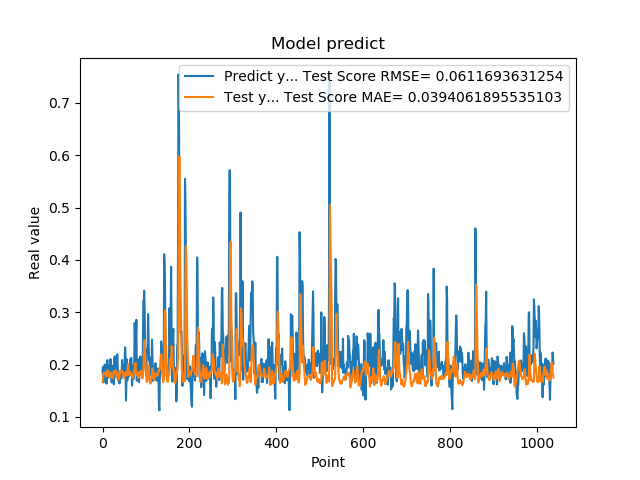 Model predict
Predict y... Test Score RMSE= 0.0611693631254
Test y... Test Score MAE= 0.0394061895535103
Real value
0.7
0.6
0.5
0.4
0.3
0.2
0.1
0 200 400 600 800 1000
Point